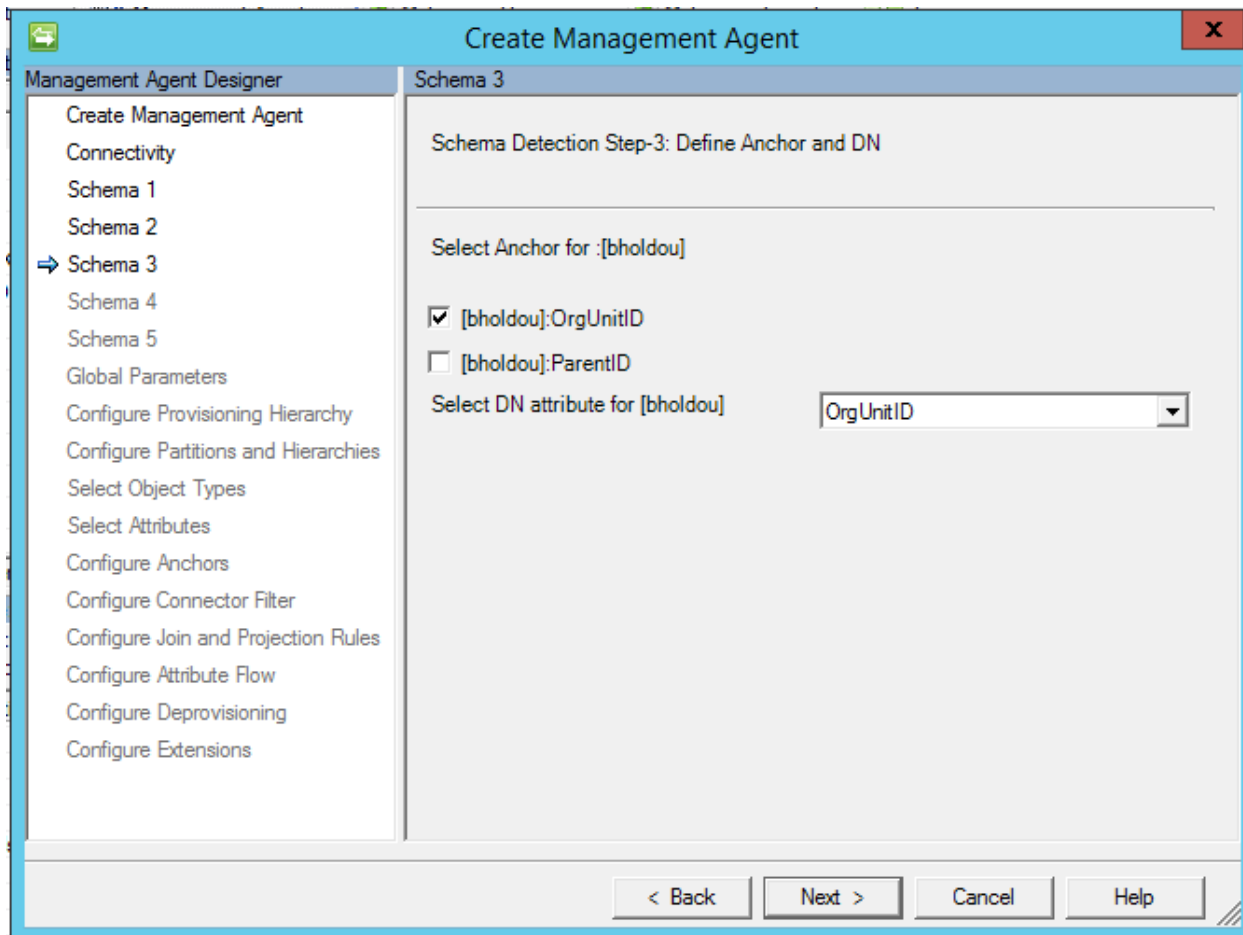 Create Management Agent
X
Management Agent Designer
Create Management Agent
Connectivity
Schema 1
Schema 2
Schema 3
Schema 4
Schema 5
Global Parameters
Configure Provisioning Hierarchy
Configure Partitions and Hierarchies
Select Object Types
Select Attributes
Configure Anchors
Configure Connector Filter
Configure Join and Projection Rules
Configure Attribute Flow
Configure Deprovisioning
Configure Extensions
Schema 3
Schema Detection Step-3: Define Anchor and DN
Select Anchor for :[bholdou]
[bholdou]:OrgUnitID
[bholdou]:ParentID
Select DN attribute for [bholdou] OrgUnitID
< Back Next > Cancel Help